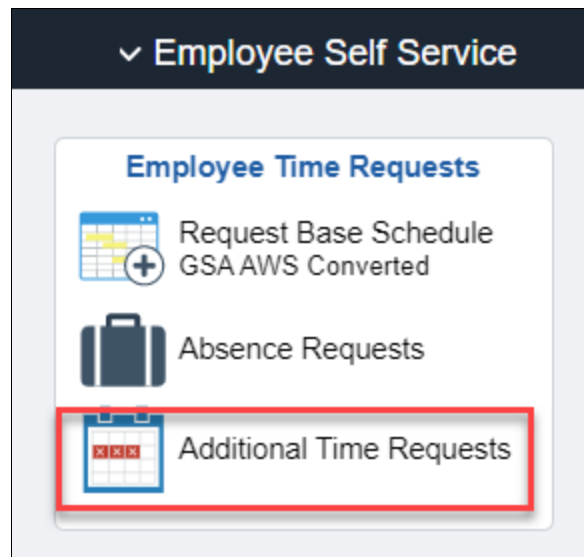 Employee Self Service
Employee Time Requests
Request Base Schedule
GSA AWS Converted
Absence Requests
Additional Time Requests